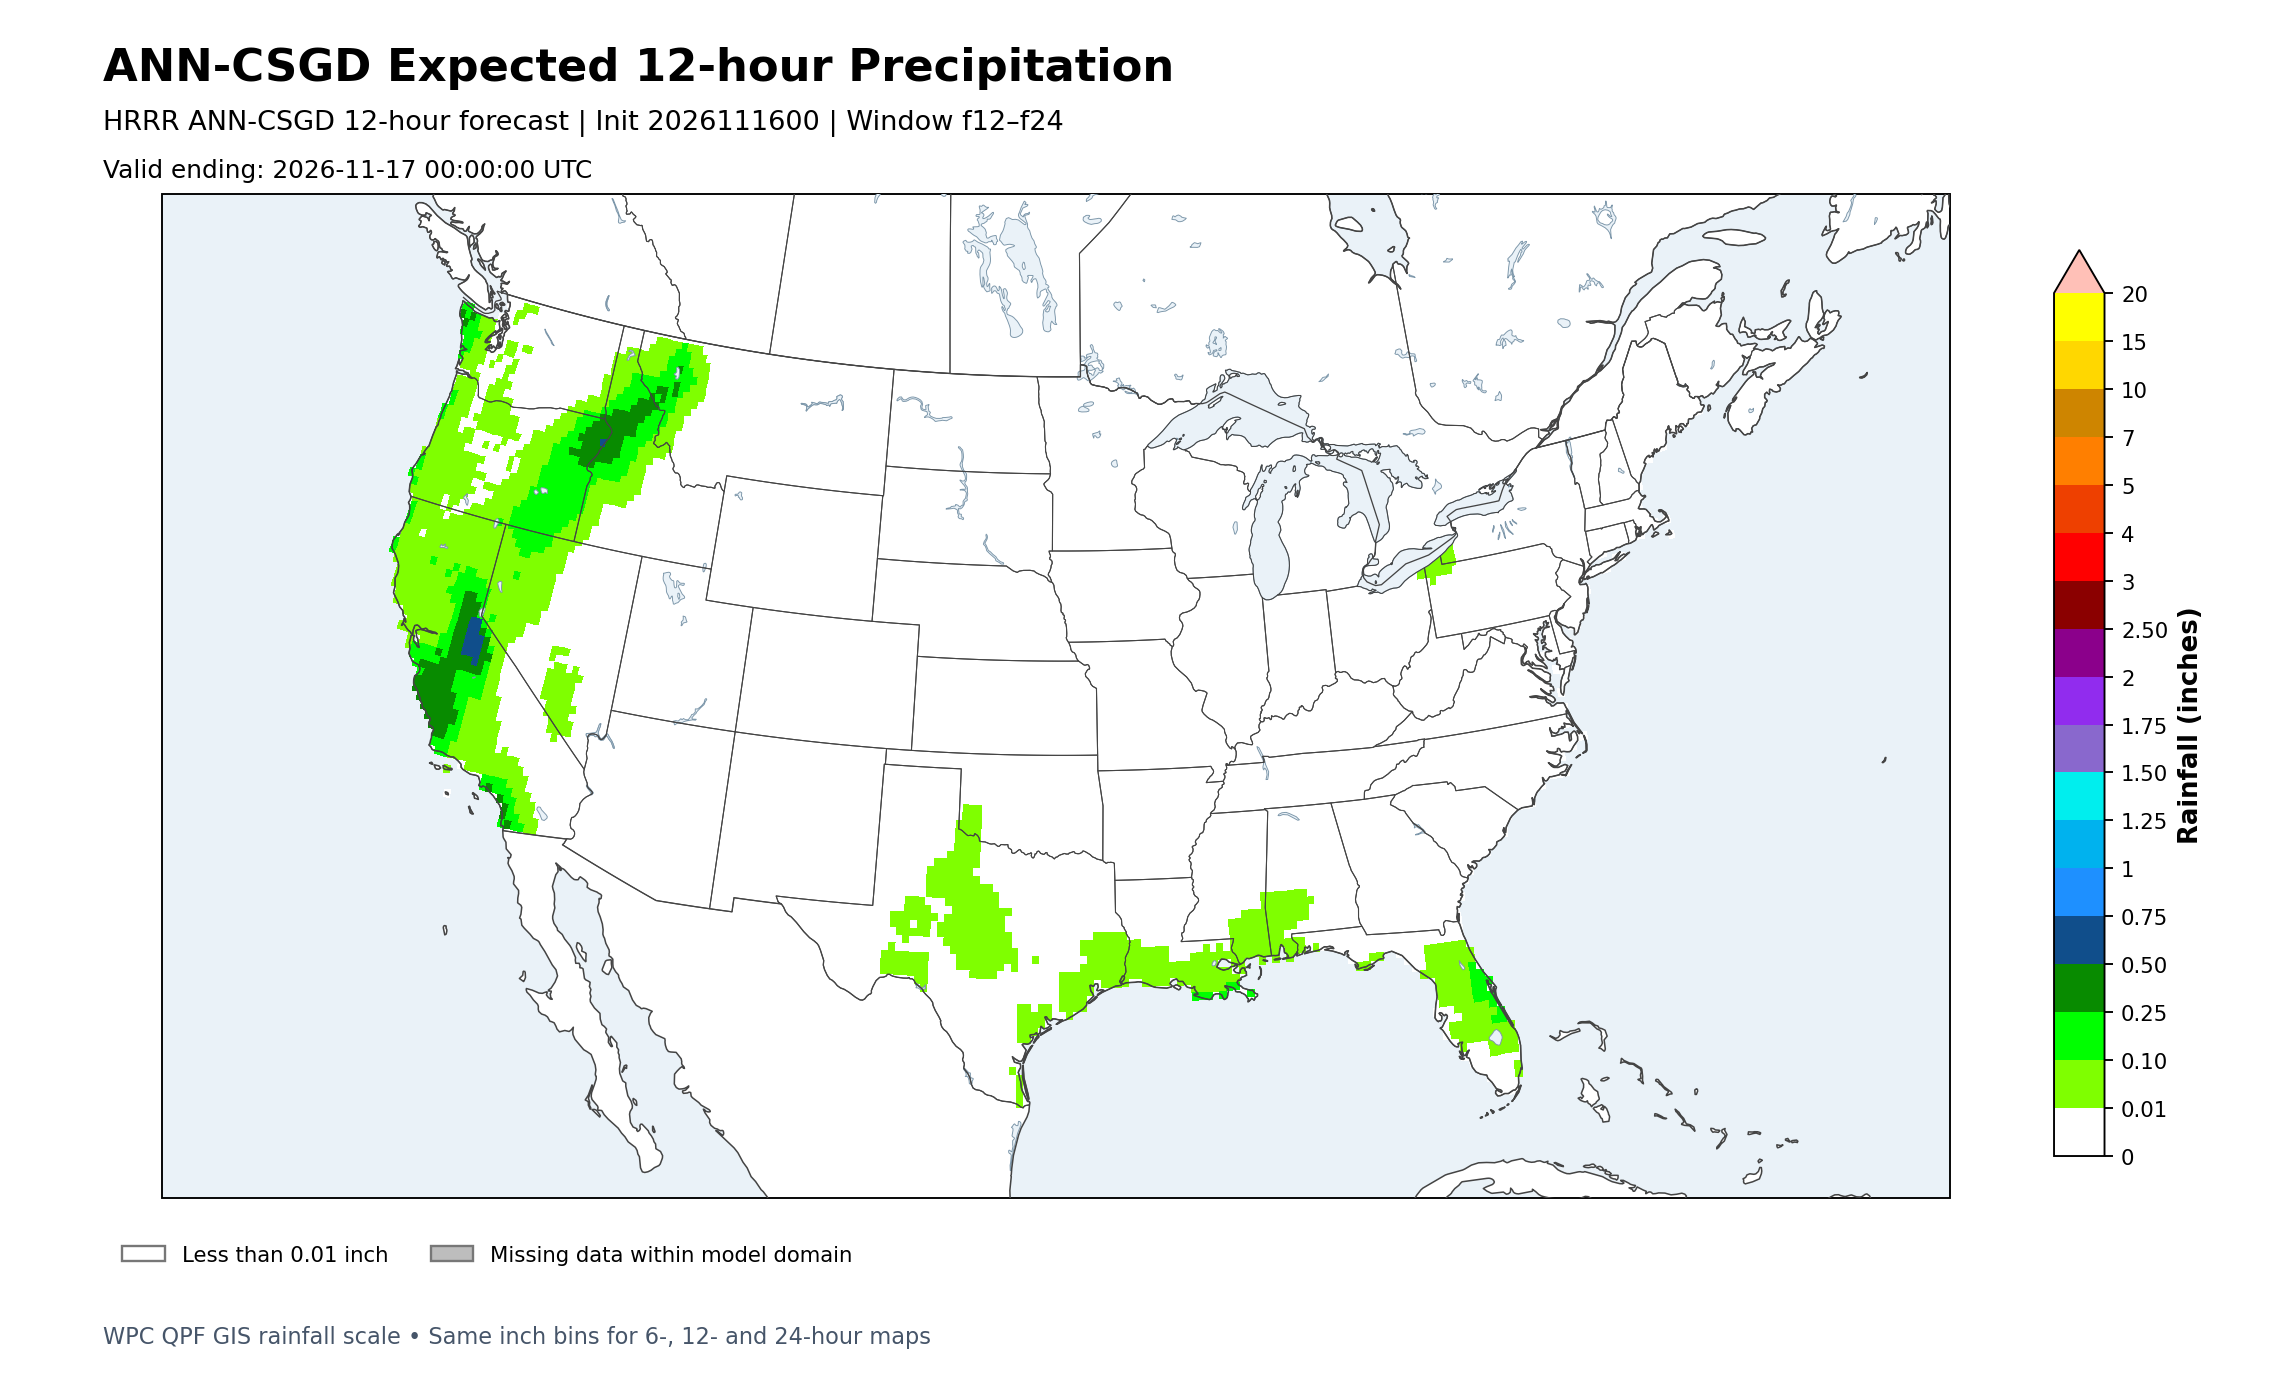 ANN-CSGD Expected 12-hour Precipitation
HRRR ANN-CSGD 12-hour forecast | Init 2026111600 | Window f12–f24
Valid ending: 2026-11-17 00:00:00 UTC
20
15
10
7
5
4
3
2.50
2
1.75
1.50
1.25
1
0.75
0.50
0.25
0.10
0.01
0
Rainfall (inches)
Less than 0.01 inch
Missing data within model domain
WPC QPF GIS rainfall scale • Same inch bins for 6-, 12- and 24-hour maps